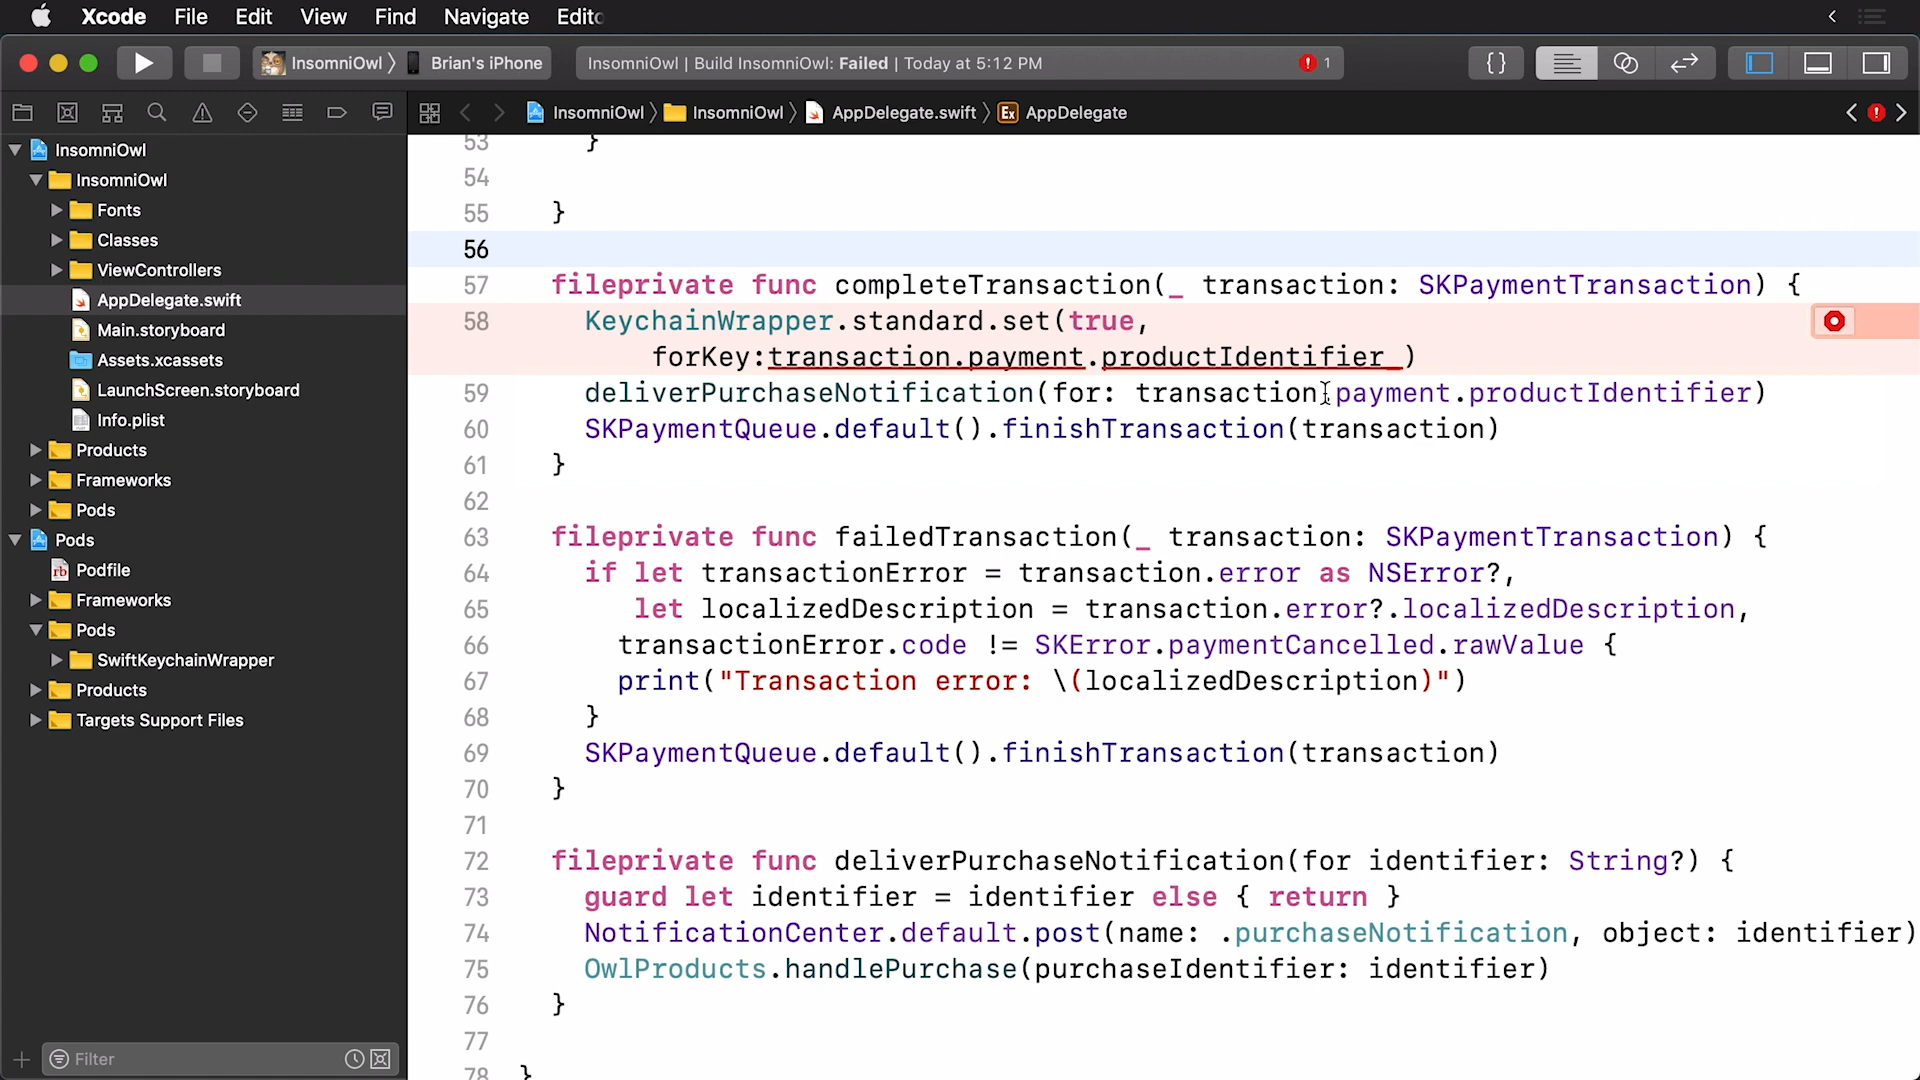 Xcode File Edit View Find Navigate Edito
InsomniOwl Brian's iPhone InsomniOwl | Build InsomniOwl: Failed | Today at 5:12 PM 1
InsomniOwl InsomniOwl AppDelegate.swift Ex AppDelegate
InsomniOwl
InsomniOwl
Fonts
Classes
ViewControllers
AppDelegate.swift
Main.storyboard
Assets.xcassets
LaunchScreen.storyboard
Info.plist
Products
Frameworks
Pods
Pods
rb Podfile
Frameworks
Pods
SwiftKeychainWrapper
Products
Targets Support Files
Filter
53 }
54
55 }
56
57 fileprivate func completeTransaction(_ transaction: SKPaymentTransaction) {
58 KeychainWrapper.standard.set(true,
forKey:transaction.payment.productIdentifier_)
59 deliverPurchaseNotification(for: transaction.payment.productIdentifier)
60 SKPaymentQueue.default().finishTransaction(transaction)
61 }
62
63 fileprivate func failedTransaction(_ transaction: SKPaymentTransaction) {
64 if let transactionError = transaction.error as NSError?,
65 let localizedDescription = transaction.error?.localizedDescription,
66 transactionError.code != SKError.paymentCancelled.rawValue {
67 print("Transaction error: \(localizedDescription)")
68 }
69 SKPaymentQueue.default().finishTransaction(transaction)
70 }
71
72 fileprivate func deliverPurchaseNotification(for identifier: String?) {
73 guard let identifier = identifier else { return }
74 NotificationCenter.default.post(name: .purchaseNotification, object: identifier)
75 OwlProducts.handlePurchase(purchaseIdentifier: identifier)
76 }
77
78 }